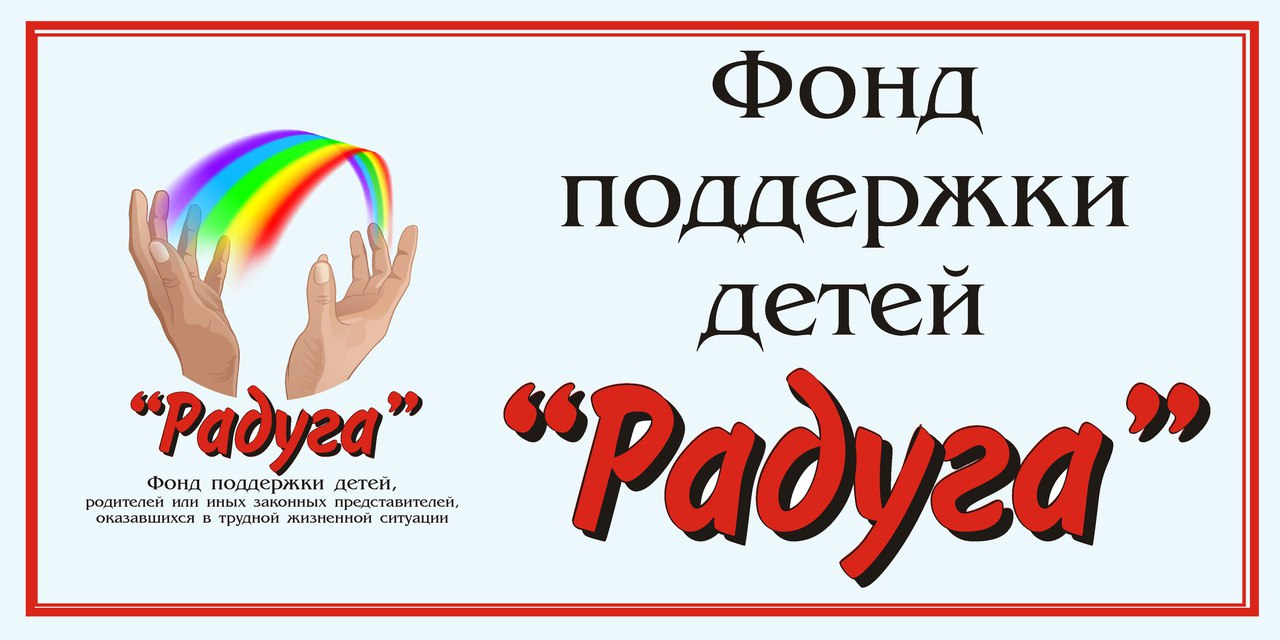 “Радуга”
Фонд поддержки детей,
родителей или иных законных представителей,
оказавшихся в трудной жизненной ситуации
Фонд
поддержки
детей
“Радуга”